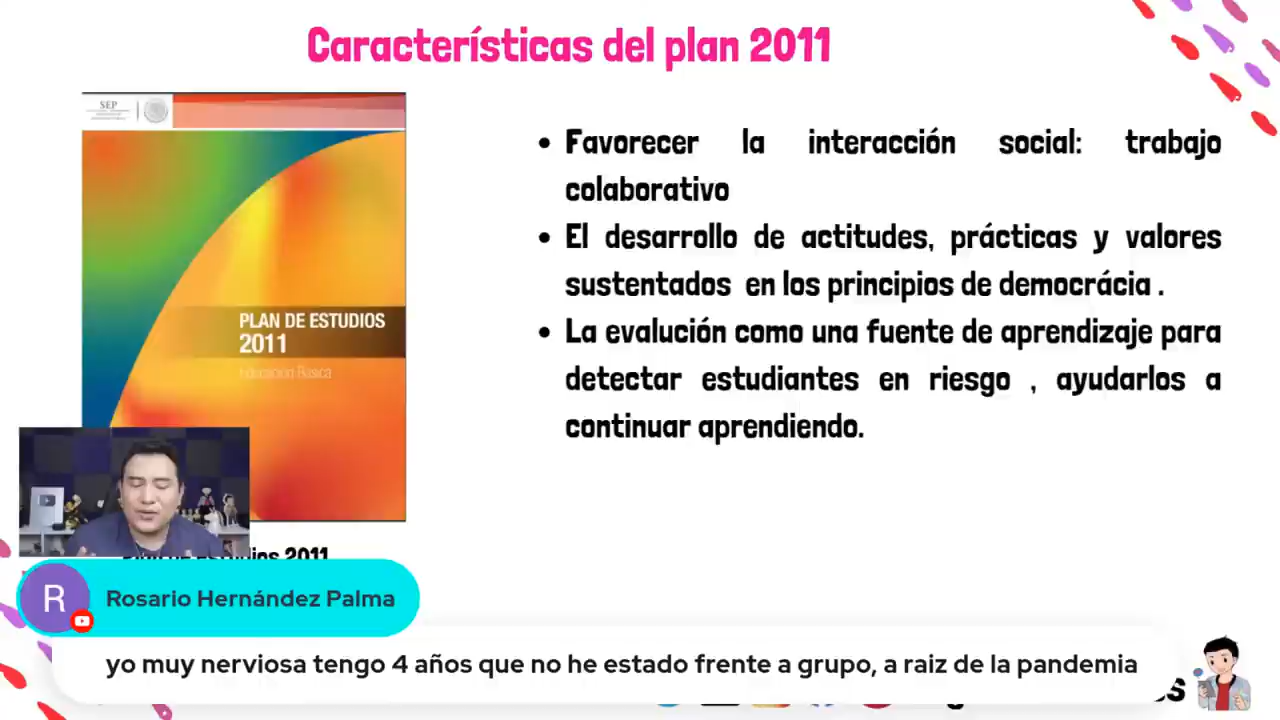 Características del plan 2011
SEP
PLAN DE ESTUDIOS
2011
Educación Básica
• Favorecer la interacción social: trabajo
colaborativo
• El desarrollo de actitudes, prácticas y valores
sustentados en los principios de democrácia .
• La evalución como una fuente de aprendizaje para
detectar estudiantes en riesgo , ayudarlos a
continuar aprendiendo.
2011
R
Rosario Hernández Palma
yo muy nerviosa tengo 4 años que no he estado frente a grupo, a raiz de la pandemia